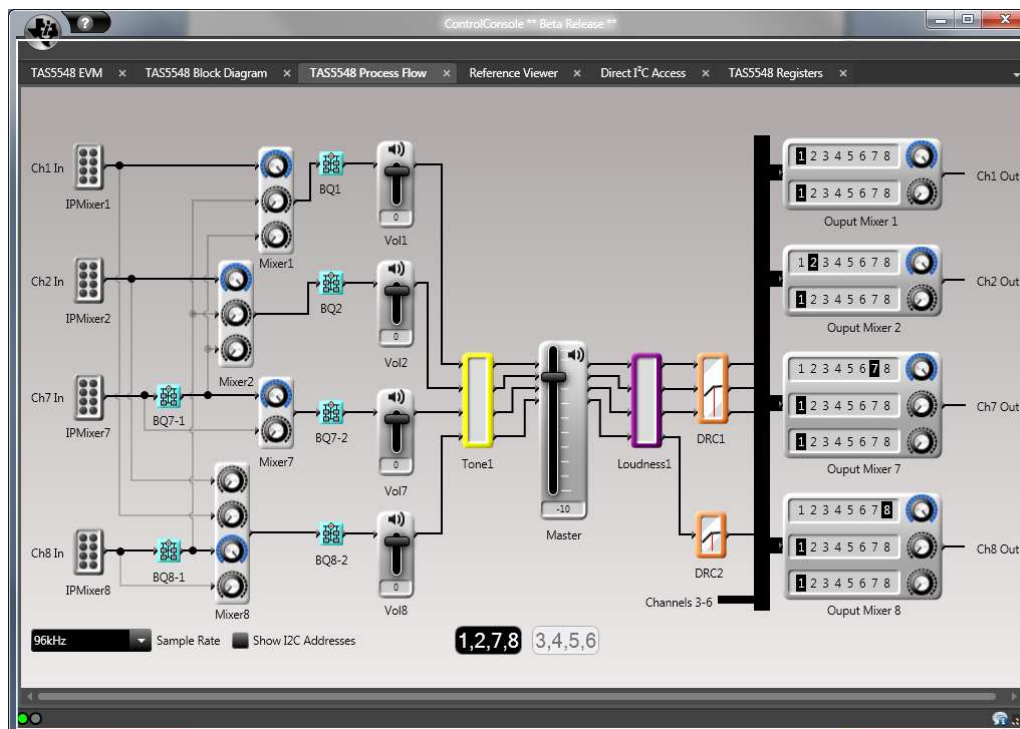 ControlConsole ** Beta Release **
?
TAS5548 EVM × TAS5548 Block Diagram × TAS5548 Process Flow × Reference Viewer × Direct I²C Access × TAS5548 Registers ×
Ch1 In
IPMixer1
Mixer1
BQ1
0
Vol1
Ch2 In
IPMixer2
Mixer2
BQ2
0
Vol2
Ch7 In
IPMixer7
BQ7-1
Mixer7
BQ7-2
0
Vol7
Ch8 In
IPMixer8
BQ8-1
Mixer8
BQ8-2
0
Vol8
Tone1
-10
Master
Loudness1
DRC1
DRC2
Channels 3-6
1 2 3 4 5 6 7 8
1 2 3 4 5 6 7 8
Ouput Mixer 1
Ch1 Out
1 2 3 4 5 6 7 8
1 2 3 4 5 6 7 8
Ouput Mixer 2
Ch2 Out
1 2 3 4 5 6 7 8
1 2 3 4 5 6 7 8
1 2 3 4 5 6 7 8
Ouput Mixer 7
Ch7 Out
1 2 3 4 5 6 7 8
1 2 3 4 5 6 7 8
1 2 3 4 5 6 7 8
Ouput Mixer 8
Ch8 Out
96kHz Sample Rate Show I2C Addresses
1,2,7,8 3,4,5,6